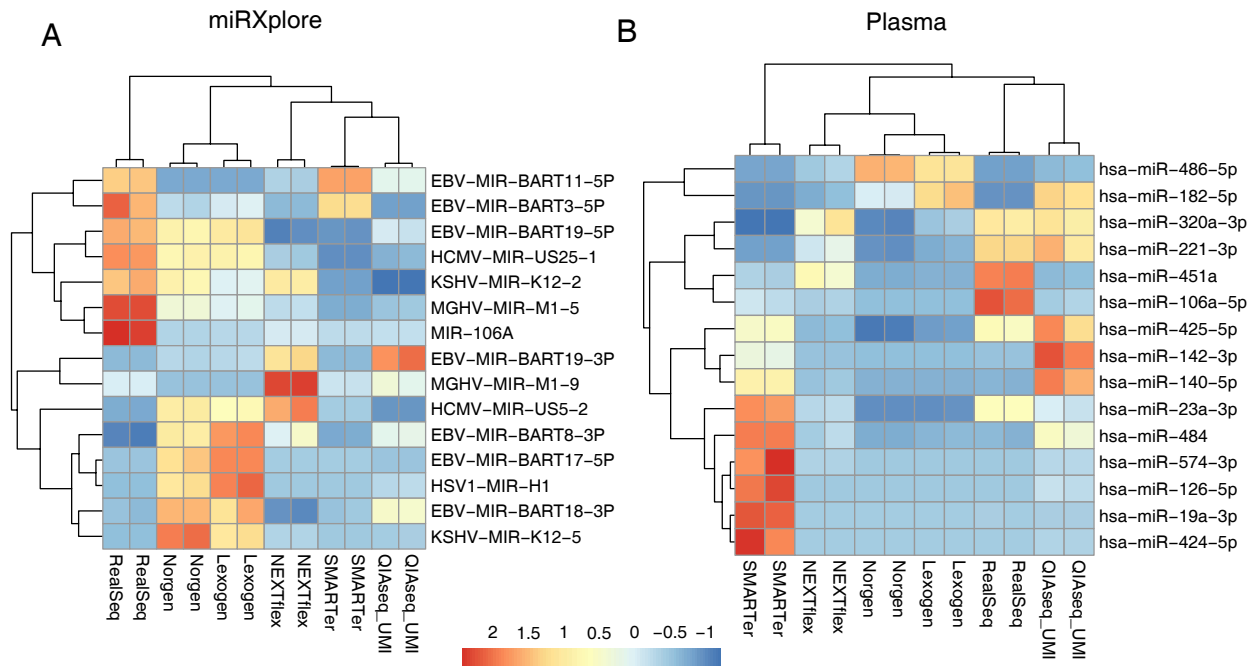 A
miRXplore
EBV−MIR−BART11−5P
EBV−MIR−BART3−5P
EBV−MIR−BART19−5P
HCMV−MIR−US25−1
KSHV−MIR−K12−2
MGHV−MIR−M1−5
MIR−106A
EBV−MIR−BART19−3P
MGHV−MIR−M1−9
HCMV−MIR−US5−2
EBV−MIR−BART8−3P
EBV−MIR−BART17−5P
HSV1−MIR−H1
EBV−MIR−BART18−3P
KSHV−MIR−K12−5
RealSeq
RealSeq
Norgen
Norgen
Lexogen
Lexogen
NEXTflex
NEXTflex
SMARTer
SMARTer
QIAseq_UMI
QIAseq_UMI
B
Plasma
hsa−miR−486−5p
hsa−miR−182−5p
hsa−miR−320a−3p
hsa−miR−221−3p
hsa−miR−451a
hsa−miR−106a−5p
hsa−miR−425−5p
hsa−miR−142−3p
hsa−miR−140−5p
hsa−miR−23a−3p
hsa−miR−484
hsa−miR−574−3p
hsa−miR−126−5p
hsa−miR−19a−3p
hsa−miR−424−5p
SMARTer
SMARTer
NEXTflex
NEXTflex
Norgen
Norgen
Lexogen
Lexogen
RealSeq
RealSeq
QIAseq_UMI
QIAseq_UMI
2 1.5 1 0.5 0 −0.5 −1